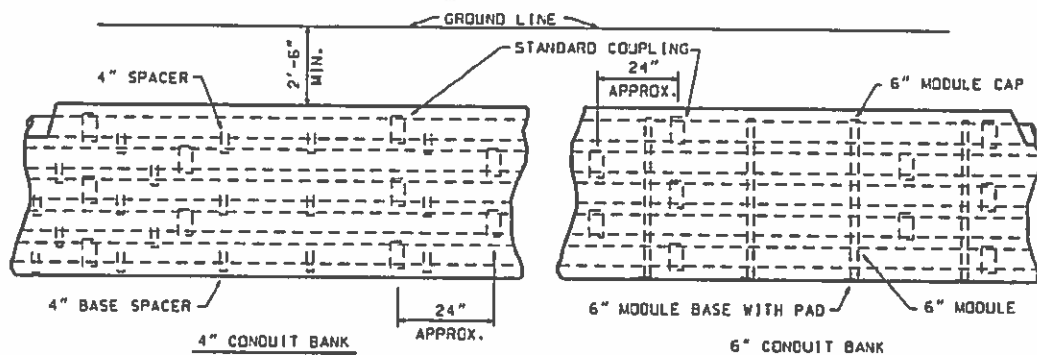 GROUND LINE
2'-6"
MIN.
STANDARD COUPLING
4" SPACER
24"
APPROX.
6" MODULE CAP
4" BASE SPACER
24"
APPROX.
6" MODULE BASE WITH PAD
6" MODULE
4" CONDUIT BANK
6" CONDUIT BANK